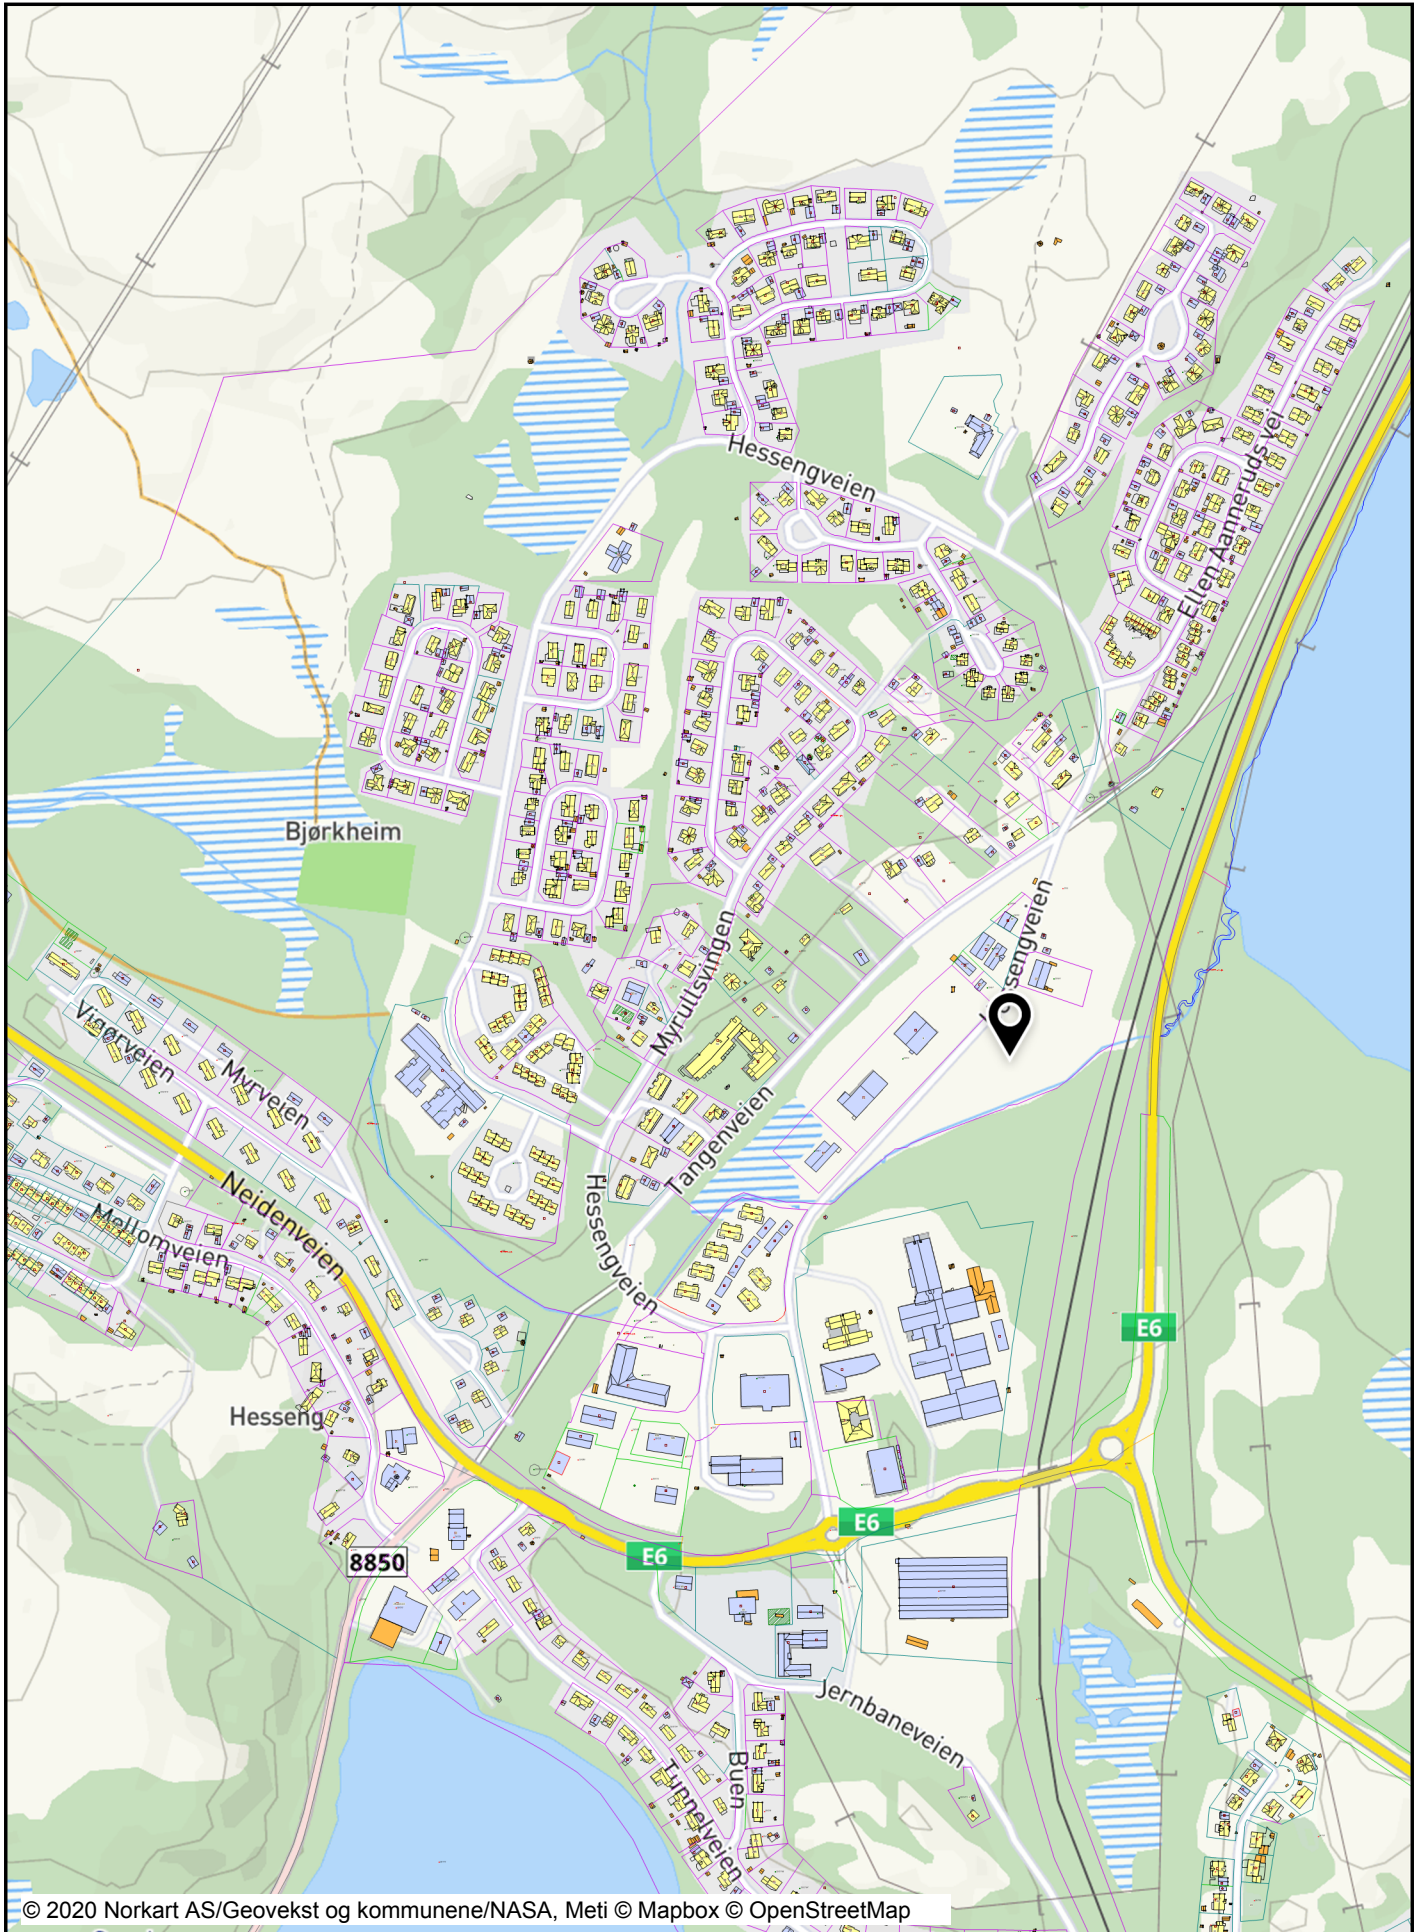 Hessengveien
Ellen Aanneruds vei
Bjørkheim
sengveien
Myrullsvingen
Vigørveien
Myrveien
Tangenveien
Neidenveien
Mellomveien
Hessengveien
E6
Hesseng
E6
E6
8850
Jernbaneveien
Buen
Tunnelveien
© 2020 Norkart AS/Geovekst og kommunene/NASA, Meti © Mapbox © OpenStreetMap